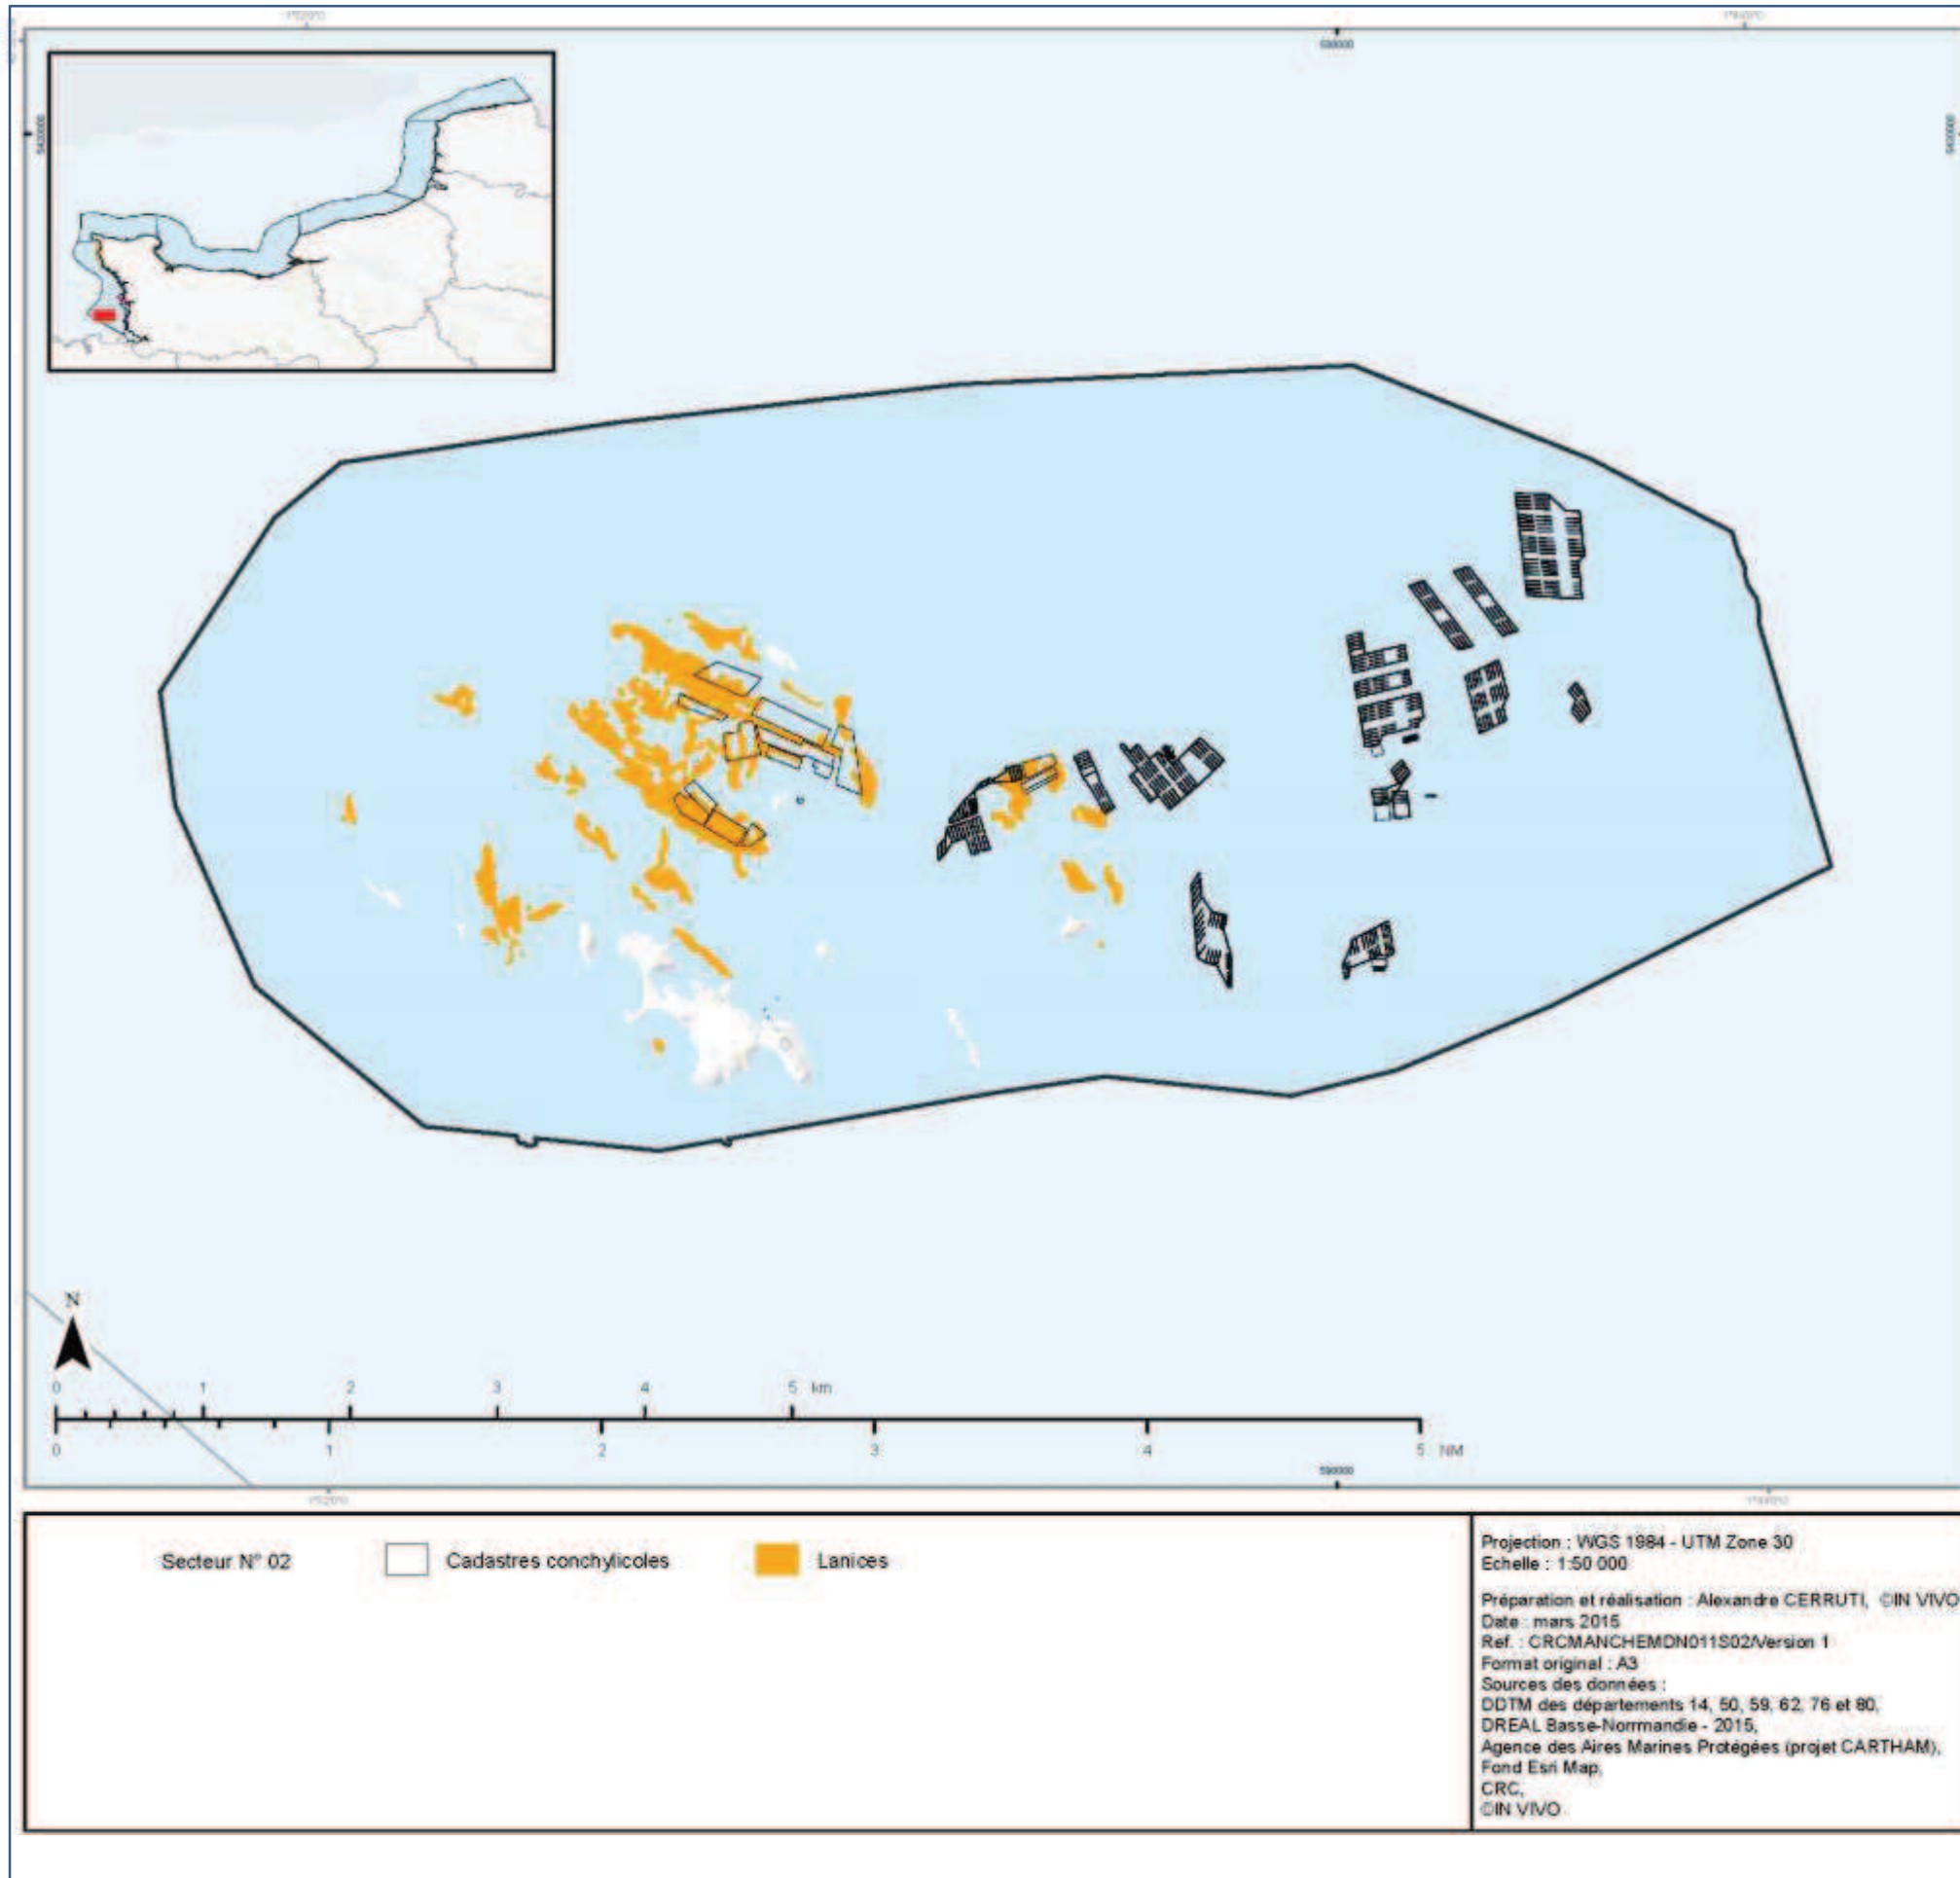 590000
N
0 1 2 3 4 5 km
0 1 2 3 4 5 NM
590000
Secteur N° 02
Cadastres conchylicoles
Lanices
Projection : WGS 1984 - UTM Zone 30
Echelle : 1:50 000
Préparation et réalisation : Alexandre CERRUTI, ©IN VIVO
Date : mars 2015
Ref. : CRCMANCHEMDN011S02/Version 1
Format original : A3
Sources des données :
DDTM des départements 14, 50, 59, 62, 76 et 80,
DREAL Basse-Norrmandie - 2015,
Agence des Aires Marines Protégées (projet CARTHAM),
Fond Esri Map,
CRC,
©IN VIVO